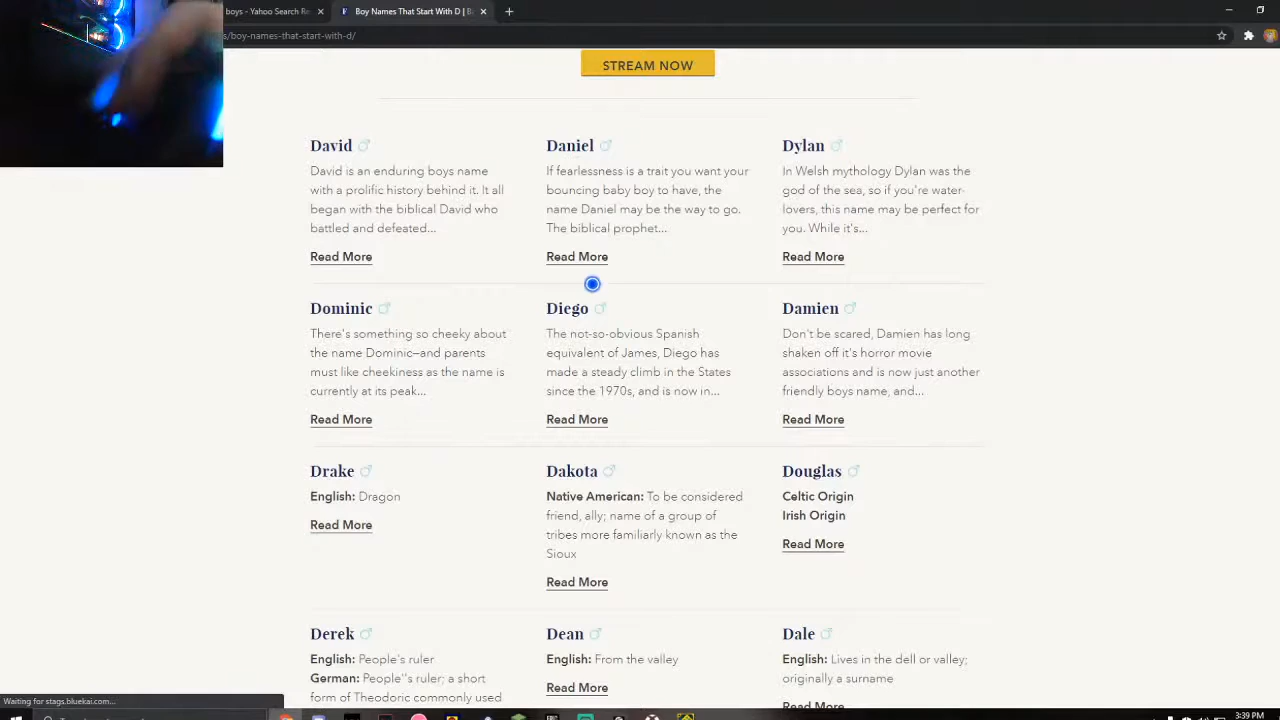 boys - Yahoo Search Re
Boy Names That Start With D | B
s/boy-names-that-start-with-d/
STREAM NOW
David
David is an enduring boys name
with a prolific history behind it. It all
began with the biblical David who
battled and defeated...
Read More
Daniel
If fearlessness is a trait you want your
bouncing baby boy to have, the
name Daniel may be the way to go.
The biblical prophet...
Read More
Dylan
In Welsh mythology Dylan was the
god of the sea, so if you're water-
lovers, this name may be perfect for
you. While it's...
Read More
Dominic
There's something so cheeky about
the name Dominic—and parents
must like cheekiness as the name is
currently at its peak...
Read More
Diego
The not-so-obvious Spanish
equivalent of James, Diego has
made a steady climb in the States
since the 1970s, and is now in...
Read More
Damien
Don't be scared, Damien has long
shaken off it's horror movie
associations and is now just another
friendly boys name, and...
Read More
Drake
English: Dragon
Read More
Dakota
Native American: To be considered
friend, ally; name of a group of
tribes more familiarly known as the
Sioux
Read More
Douglas
Celtic Origin
Irish Origin
Read More
Derek
English: People's ruler
German: People''s ruler; a short
form of Theodoric commonly used
Dean
English: From the valley
Read More
Dale
English: Lives in the dell or valley;
originally a surname
Read More
Waiting for stags.bluekai.com...
3:39 PM